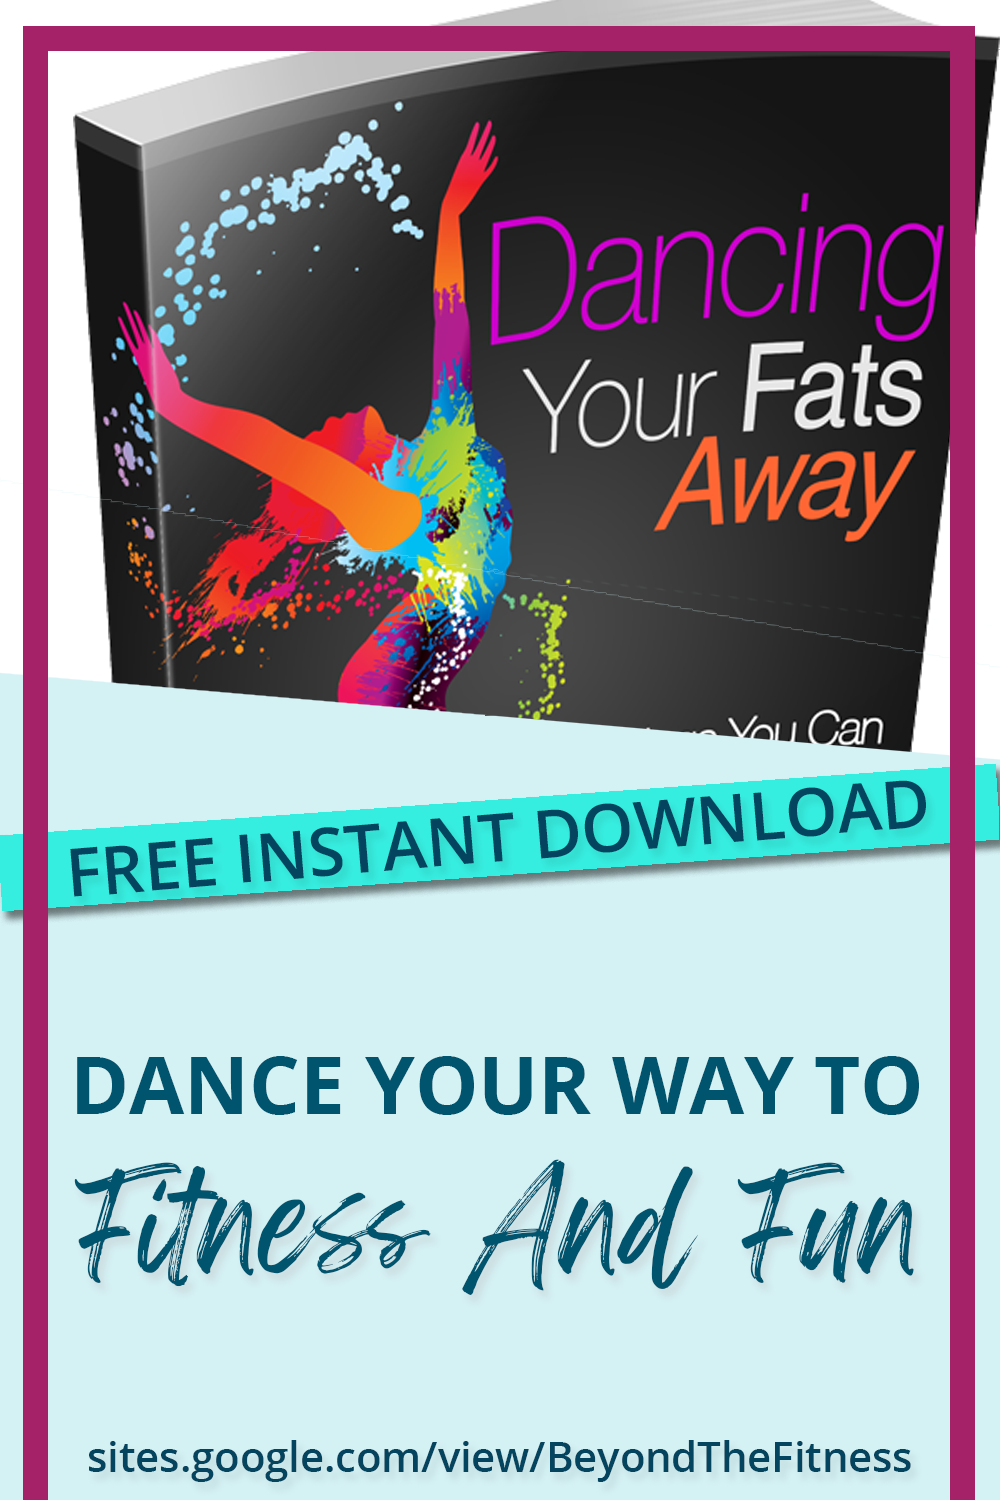 Dancing
Your Fats
Away
You Can
FREE INSTANT DOWNLOAD
DANCE YOUR WAY TO
Fitness And Fun
sites.google.com/view/BeyondTheFitness